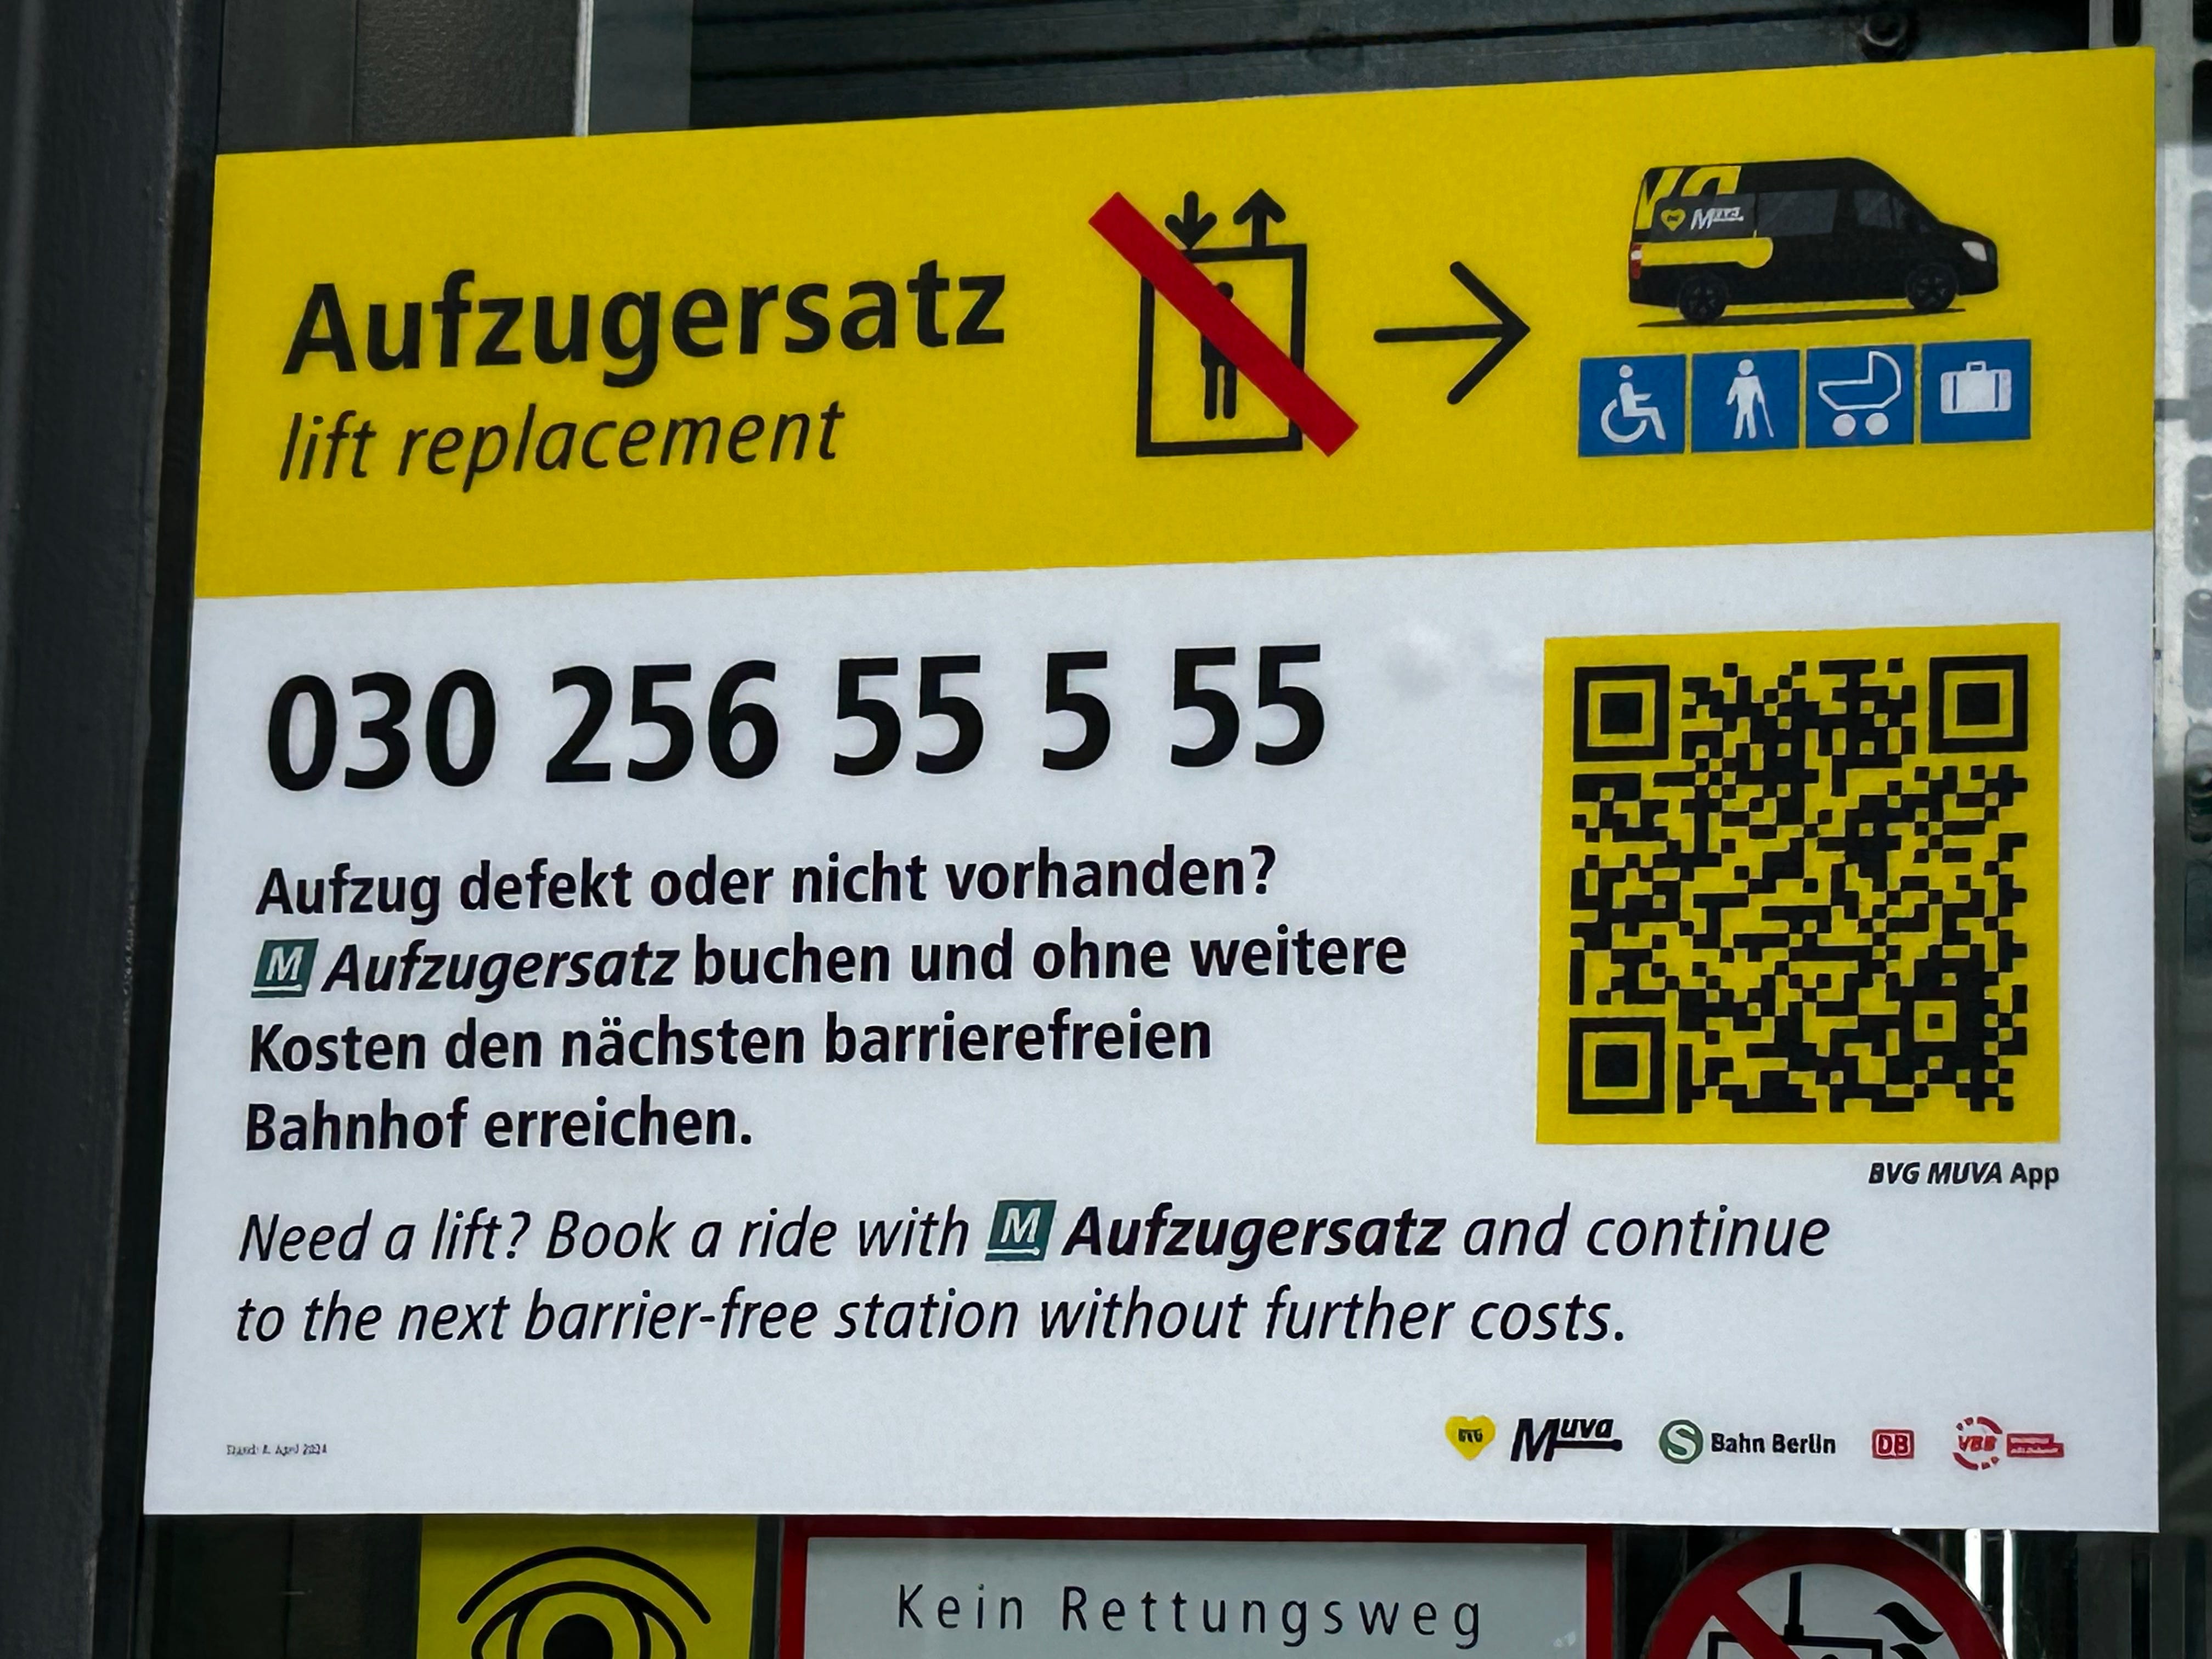 Aufzugersatz
lift replacement
Muva
030 256 55 5 55
Aufzug defekt oder nicht vorhanden?
M Aufzugersatz buchen und ohne weitere
Kosten den nächsten barrierefreien
Bahnhof erreichen.
BVG MUVA App
Need a lift? Book a ride with M Aufzugersatz and continue
to the next barrier-free station without further costs.
BVG Muva S Bahn Berlin DB VBB
Kein Rettungsweg